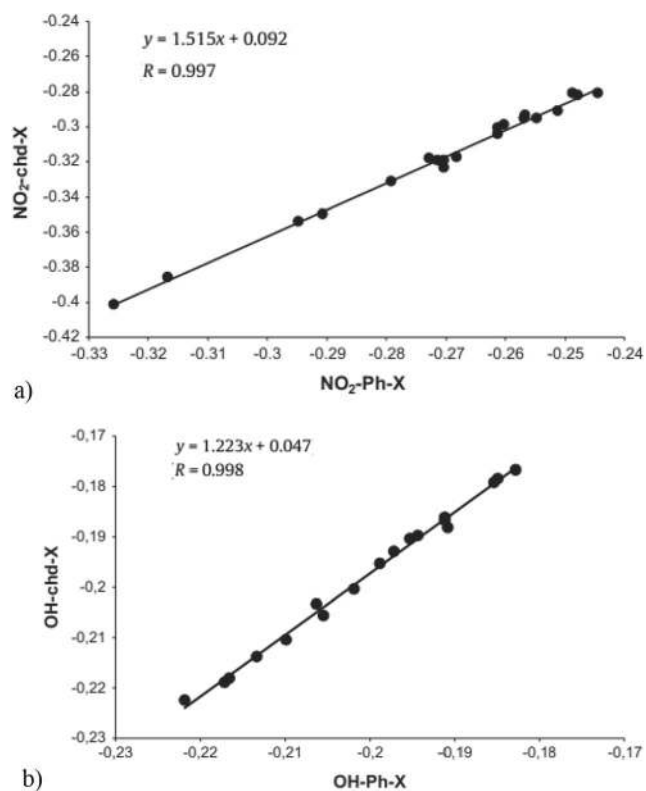 -0.24
-0.26
-0.28
-0.3
-0.32
-0.34
-0.36
-0.38
-0.4
-0.42
NO₂-chd-X
y = 1.515x + 0.092
R = 0.997
-0.33 -0.32 -0.31 -0.3 -0.29 -0.28 -0.27 -0.26 -0.25 -0.24
NO₂-Ph-X
a)
-0,17
-0,18
-0,19
-0,2
-0,21
-0,22
-0,23
OH-chd-X
y = 1.223x + 0.047
R = 0.998
-0,23 -0,22 -0,21 -0,2 -0,19 -0,18 -0,17
OH-Ph-X
b)